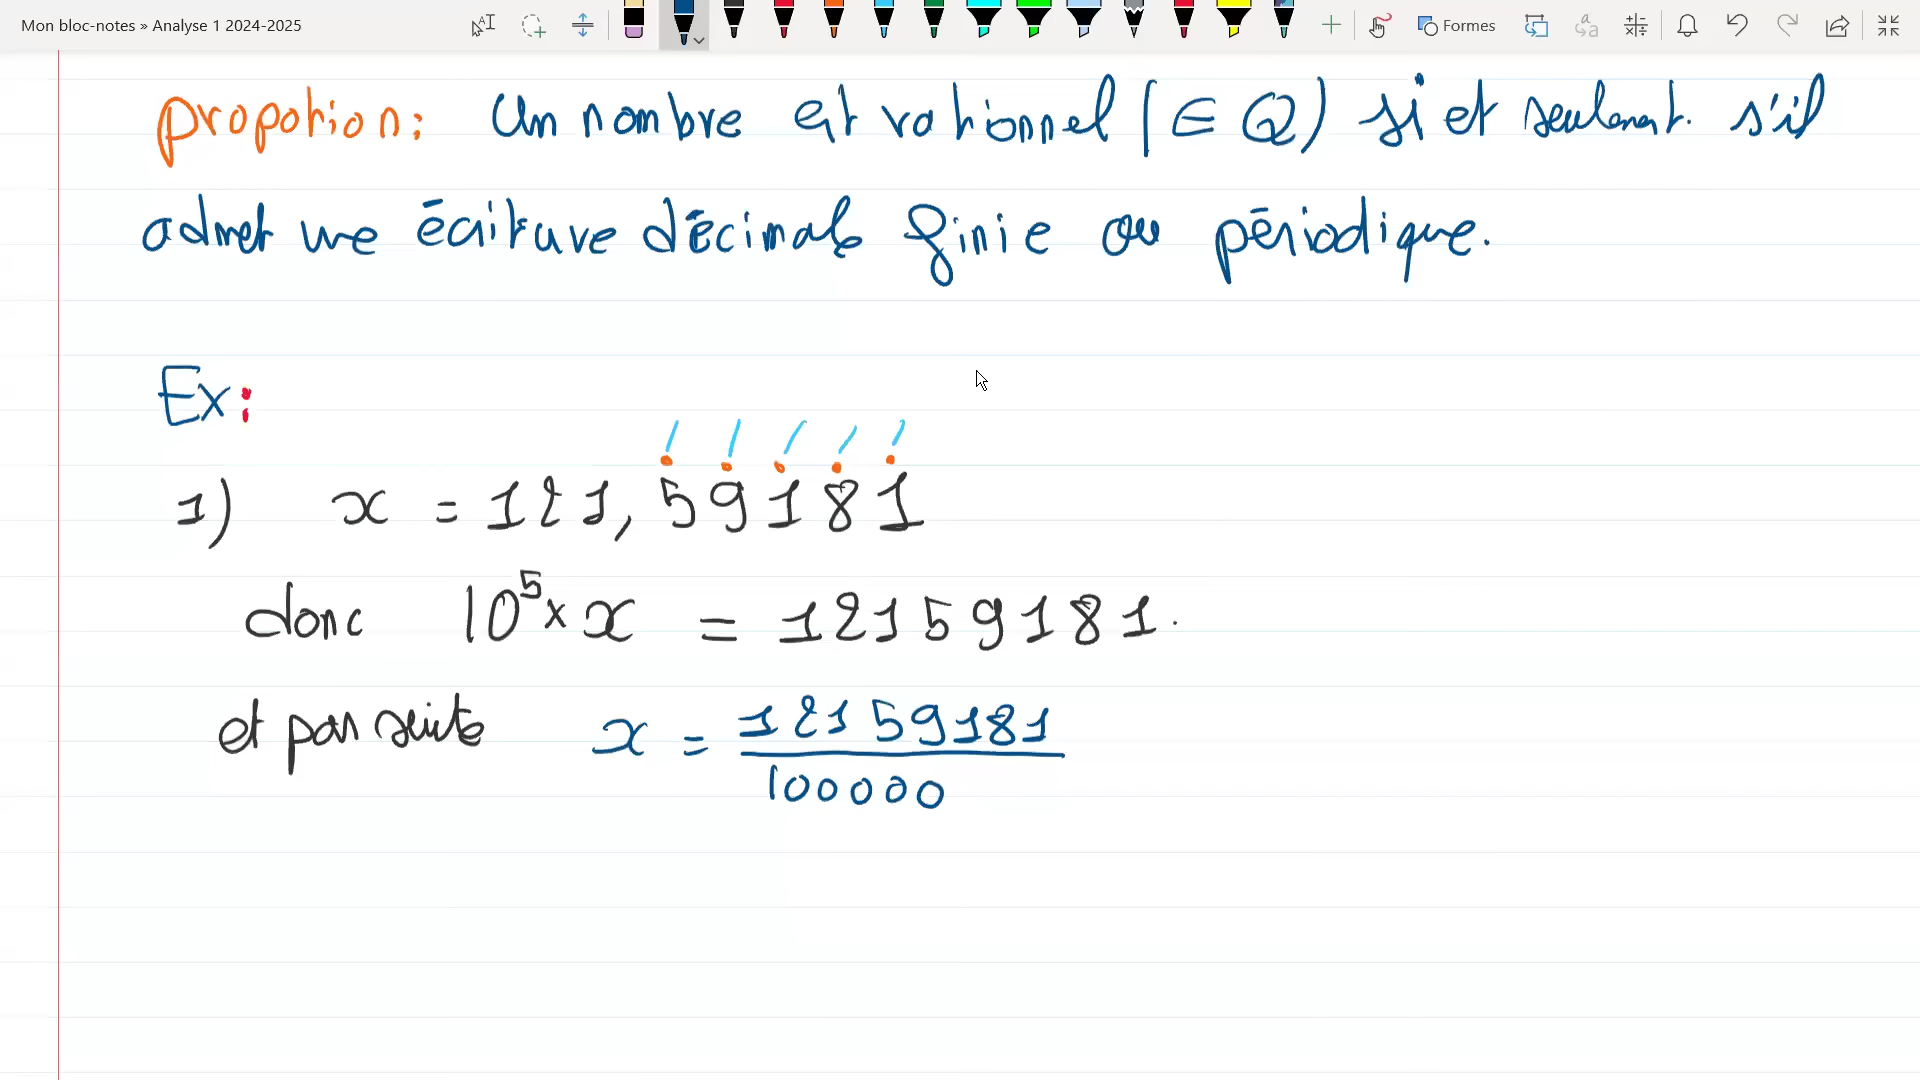 Mon bloc-notes » Analyse 1 2024-2025 Formes
propotion: Un nombre est rationnel (∈ Q) si et seulement. s'il
admet une écriture décimale finie ou périodique.
Ex:
1) x = 121,59181
donc 10⁵ × x = 12159181.
et par suite x = 12159181
100000